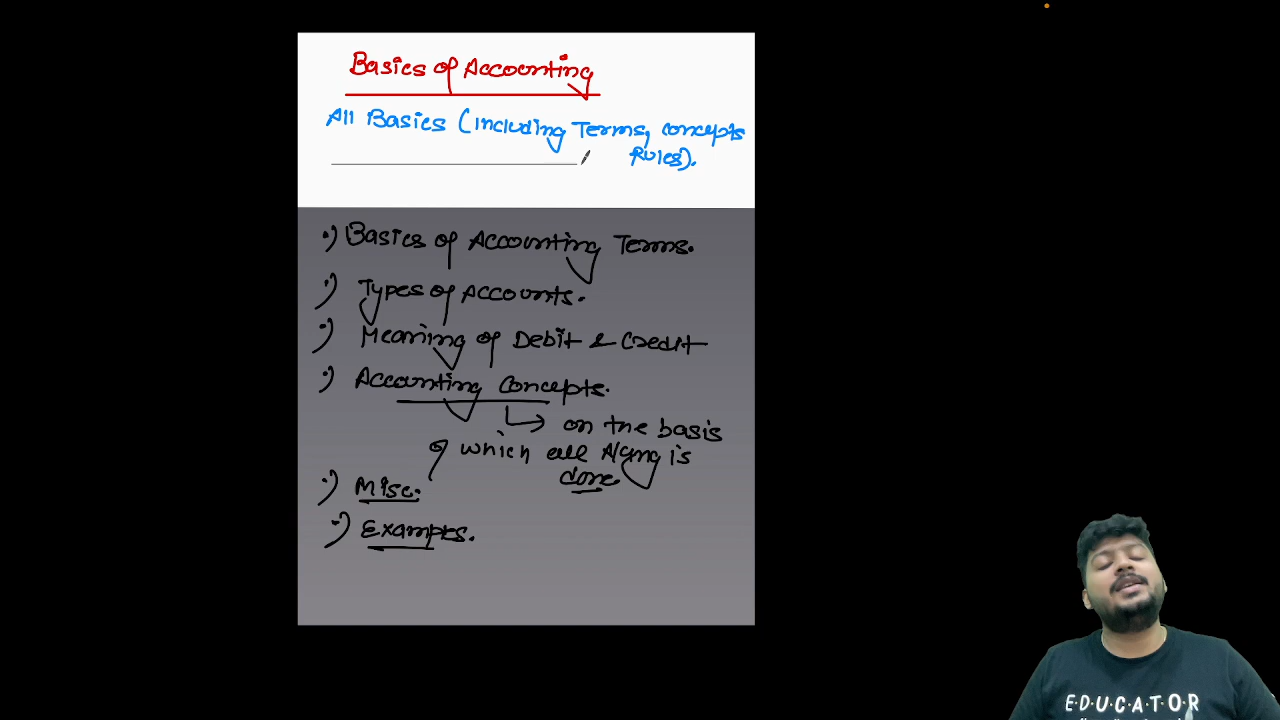 Basics of Accounting
All Basics (including Terms, concepts
Rules).
∴) Basics of Accounting Terms.
∴) Types of Accounts.
∴) Meaning of Debit & Credit
∴) Accounting Concepts.
↳ on the basis
of which all A/cing is
done
∴) Misc.
∴) Examples.
E·D·U·C·A·T·O·R